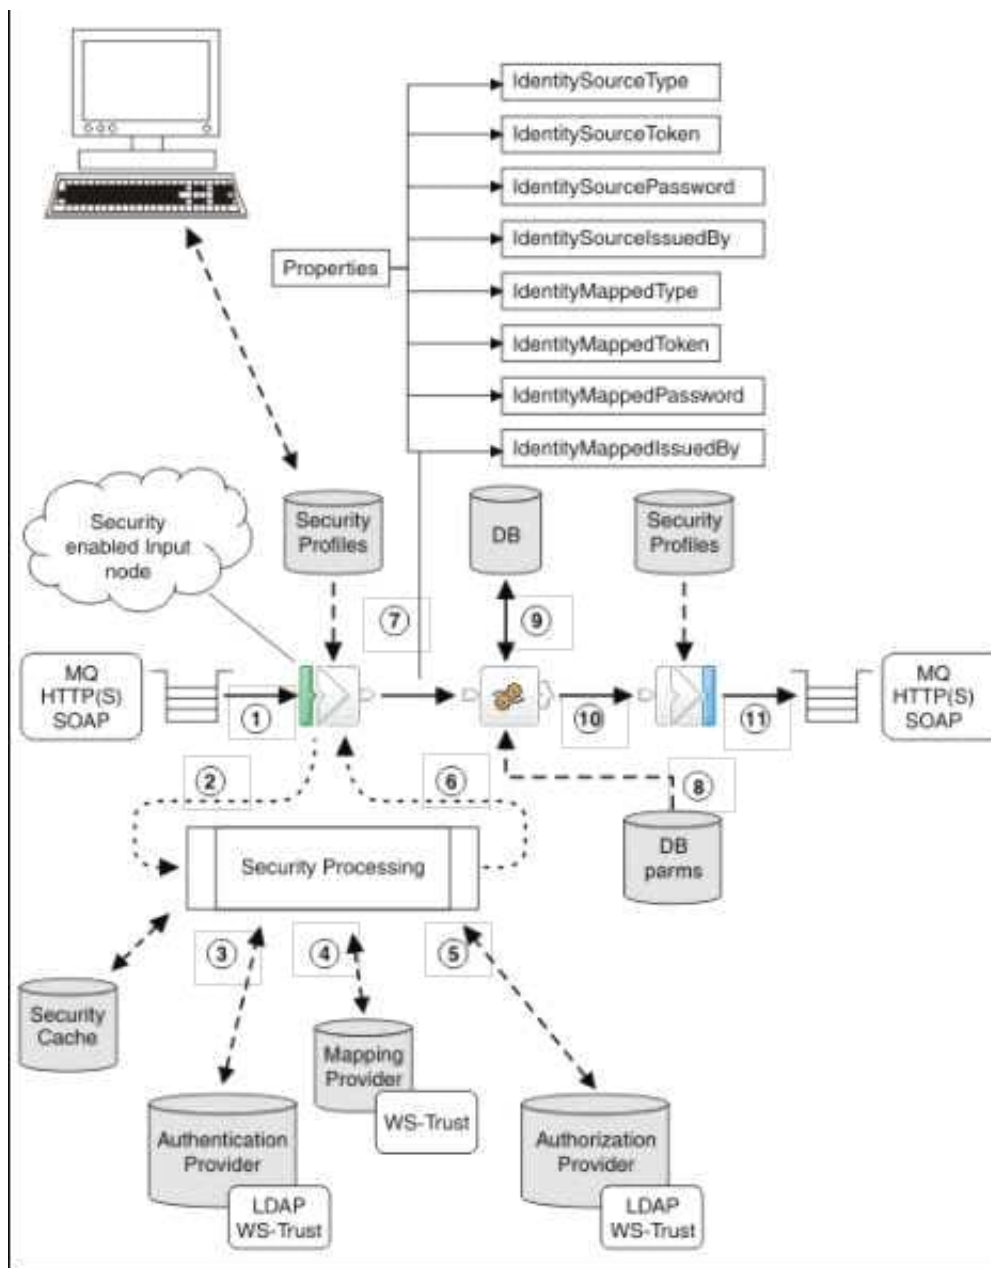 IdentitySourceType
IdentitySourceToken
IdentitySourcePassword
IdentitySourceIssuedBy
Properties
IdentityMappedType
IdentityMappedToken
IdentityMappedPassword
IdentityMappedIssuedBy
Security
enabled Input
node
Security
Profiles
DB
Security
Profiles
7
9
MQ
HTTP(S)
SOAP
1
10
11
MQ
HTTP(S)
SOAP
2
6
8
Security Processing
DB
parms
3
4
5
Security
Cache
Mapping
Provider
WS-Trust
Authentication
Provider
LDAP
WS-Trust
Authorization
Provider
LDAP
WS-Trust